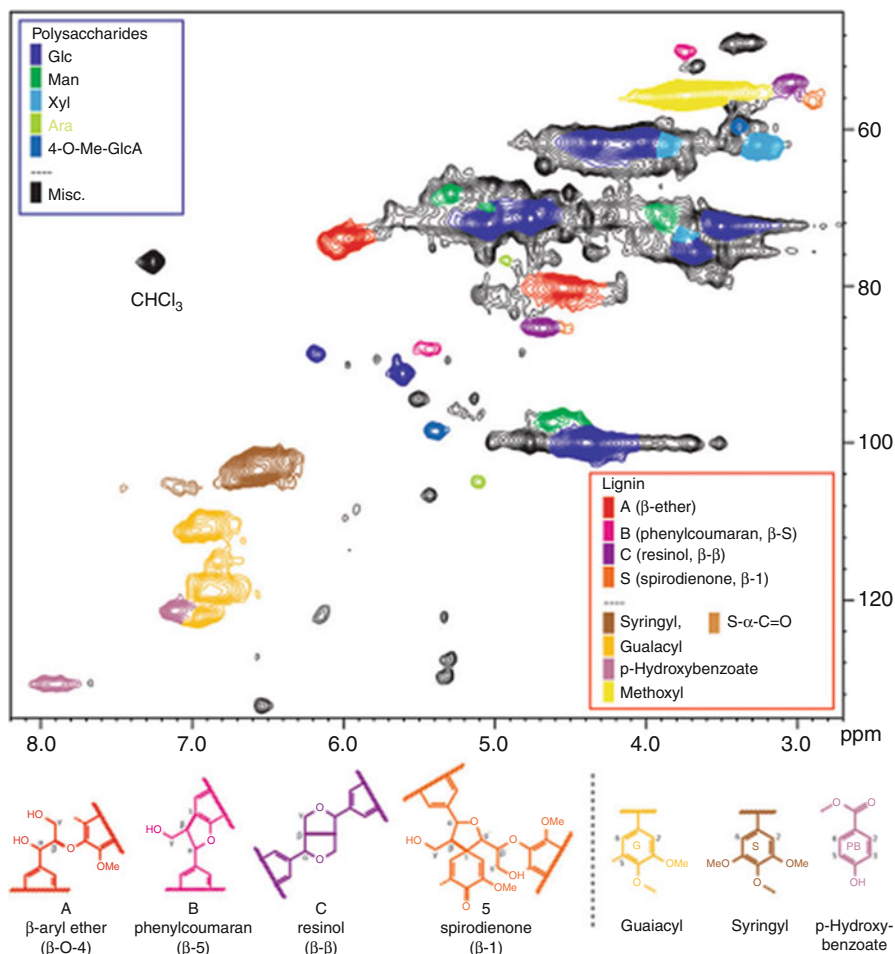 Polysaccharides
Glc
Man
Xyl
Ara
4-O-Me-GlcA
----
Misc.
CHCl3
60
80
100
120
Lignin
A (β-ether)
B (phenylcoumaran, β-S)
C (resinol, β-β)
S (spirodienone, β-1)
----
Syringyl, S-α-C=O
Gualacyl
p-Hydroxybenzoate
Methoxyl
8.0 7.0 6.0 5.0 4.0 3.0 ppm
HO
HO
O
OMe
HO
O
O
O
HO
O
O
OMe
OH
OMe
O
G
OMe
O
MeO
S
OMe
O
O
O
PB
OH
A
β-aryl ether
(β-O-4)
B
phenylcoumaran
(β-5)
C
resinol
(β-β)
5
spirodienone
(β-1)
Guaiacyl
Syringyl
p-Hydroxy-
benzoate